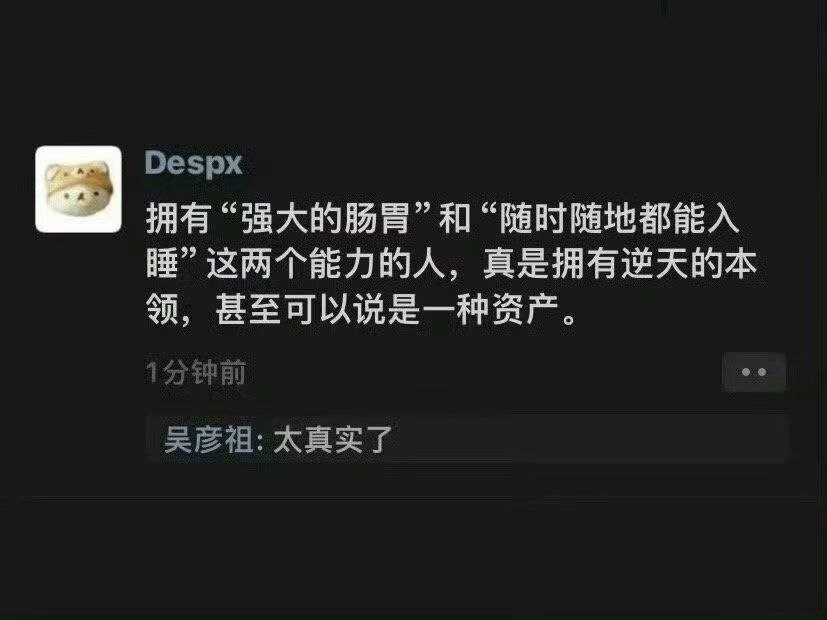 Despx
拥有“强大的肠胃”和“随时随地都能入
睡”这两个能力的人，真是拥有逆天的本
领，甚至可以说是一种资产。
1分钟前
吴彦祖: 太真实了